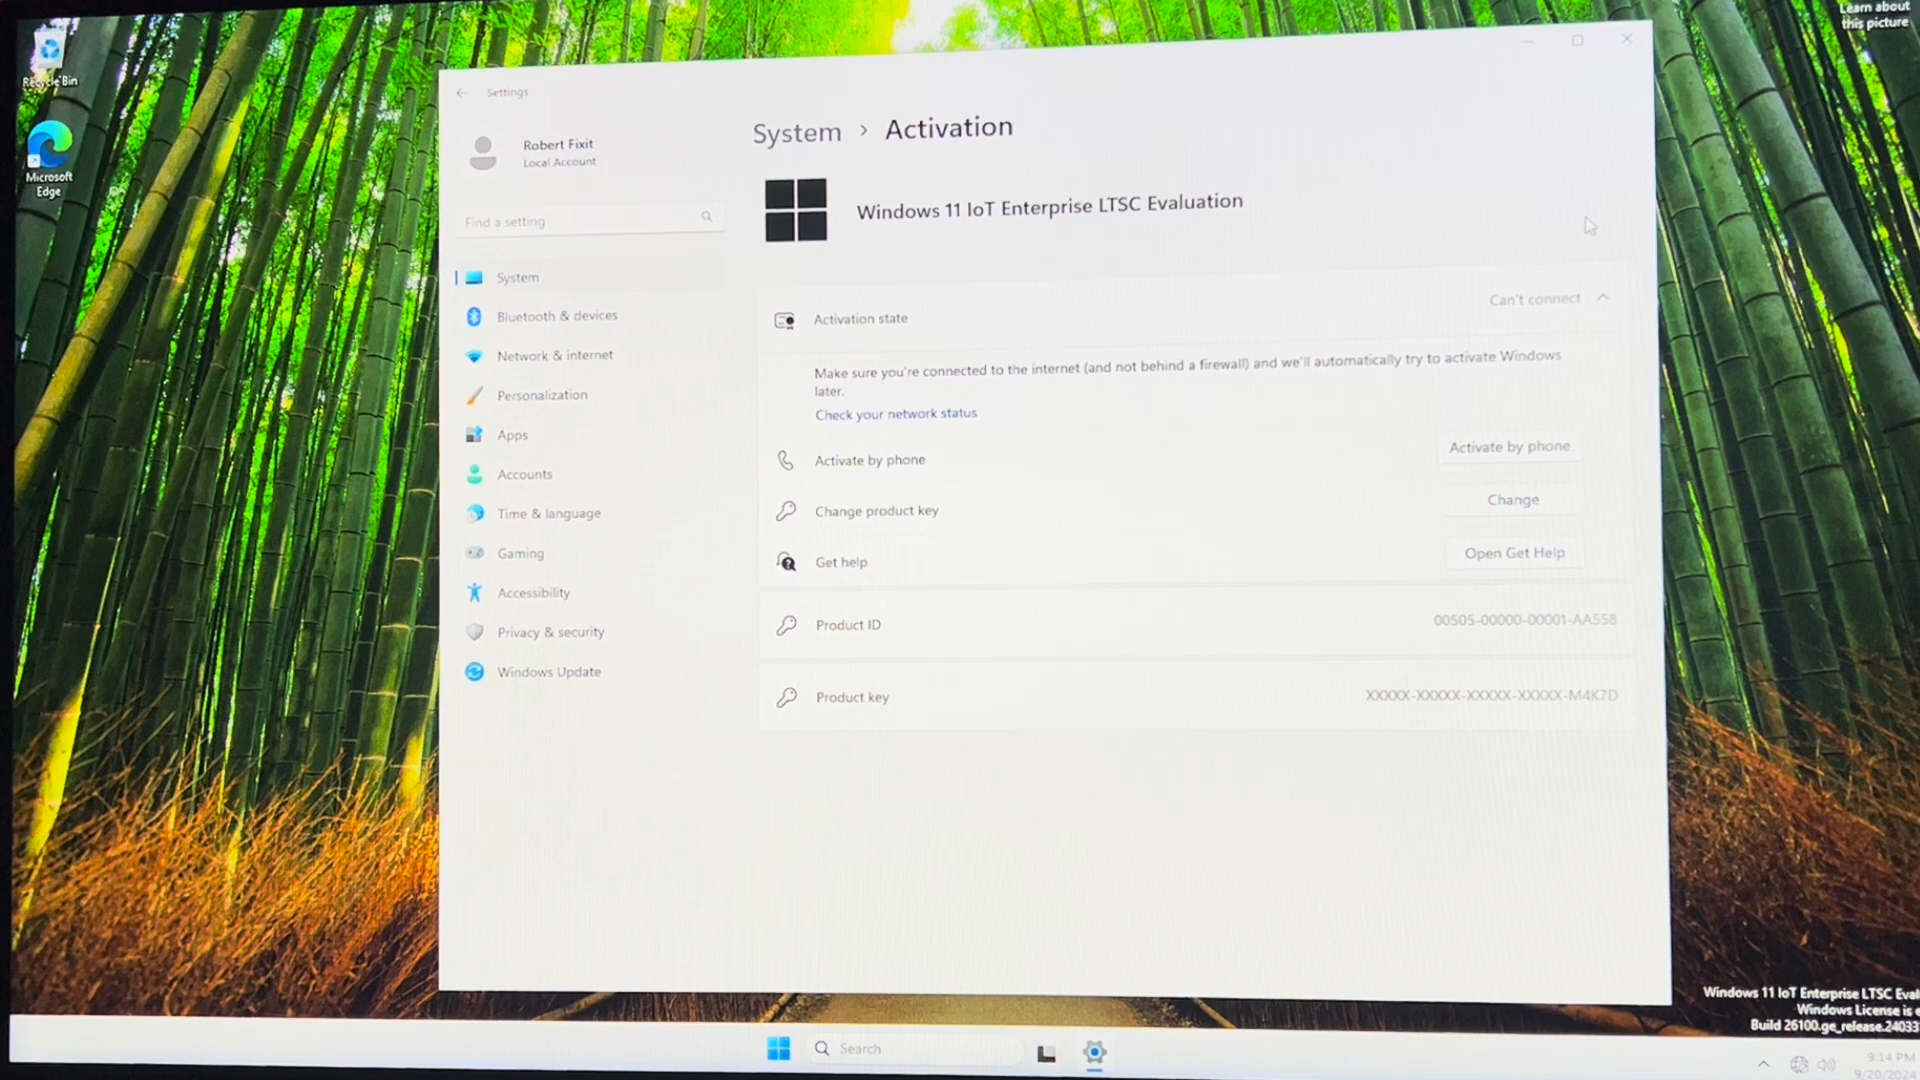 Learn about
this picture
Recycle Bin
Microsoft
Edge
Settings
Robert Fixit
Local Account
Find a setting
System
Bluetooth & devices
Network & internet
Personalization
Apps
Accounts
Time & language
Gaming
Accessibility
Privacy & security
Windows Update
System > Activation
Windows 11 IoT Enterprise LTSC Evaluation
Activation state
Can't connect
Make sure you're connected to the internet (and not behind a firewall) and we'll automatically try to activate Windows
later.
Check your network status
Activate by phone
Activate by phone
Change product key
Change
Get help
Open Get Help
Product ID
00505-00000-00001-AA558
Product key
XXXXX-XXXXX-XXXXX-XXXXX-M4K7D
Windows 11 IoT Enterprise LTSC Eval
Windows License is e
Build 26100.ge_release.24033
Search
9:14 PM
9/20/2024